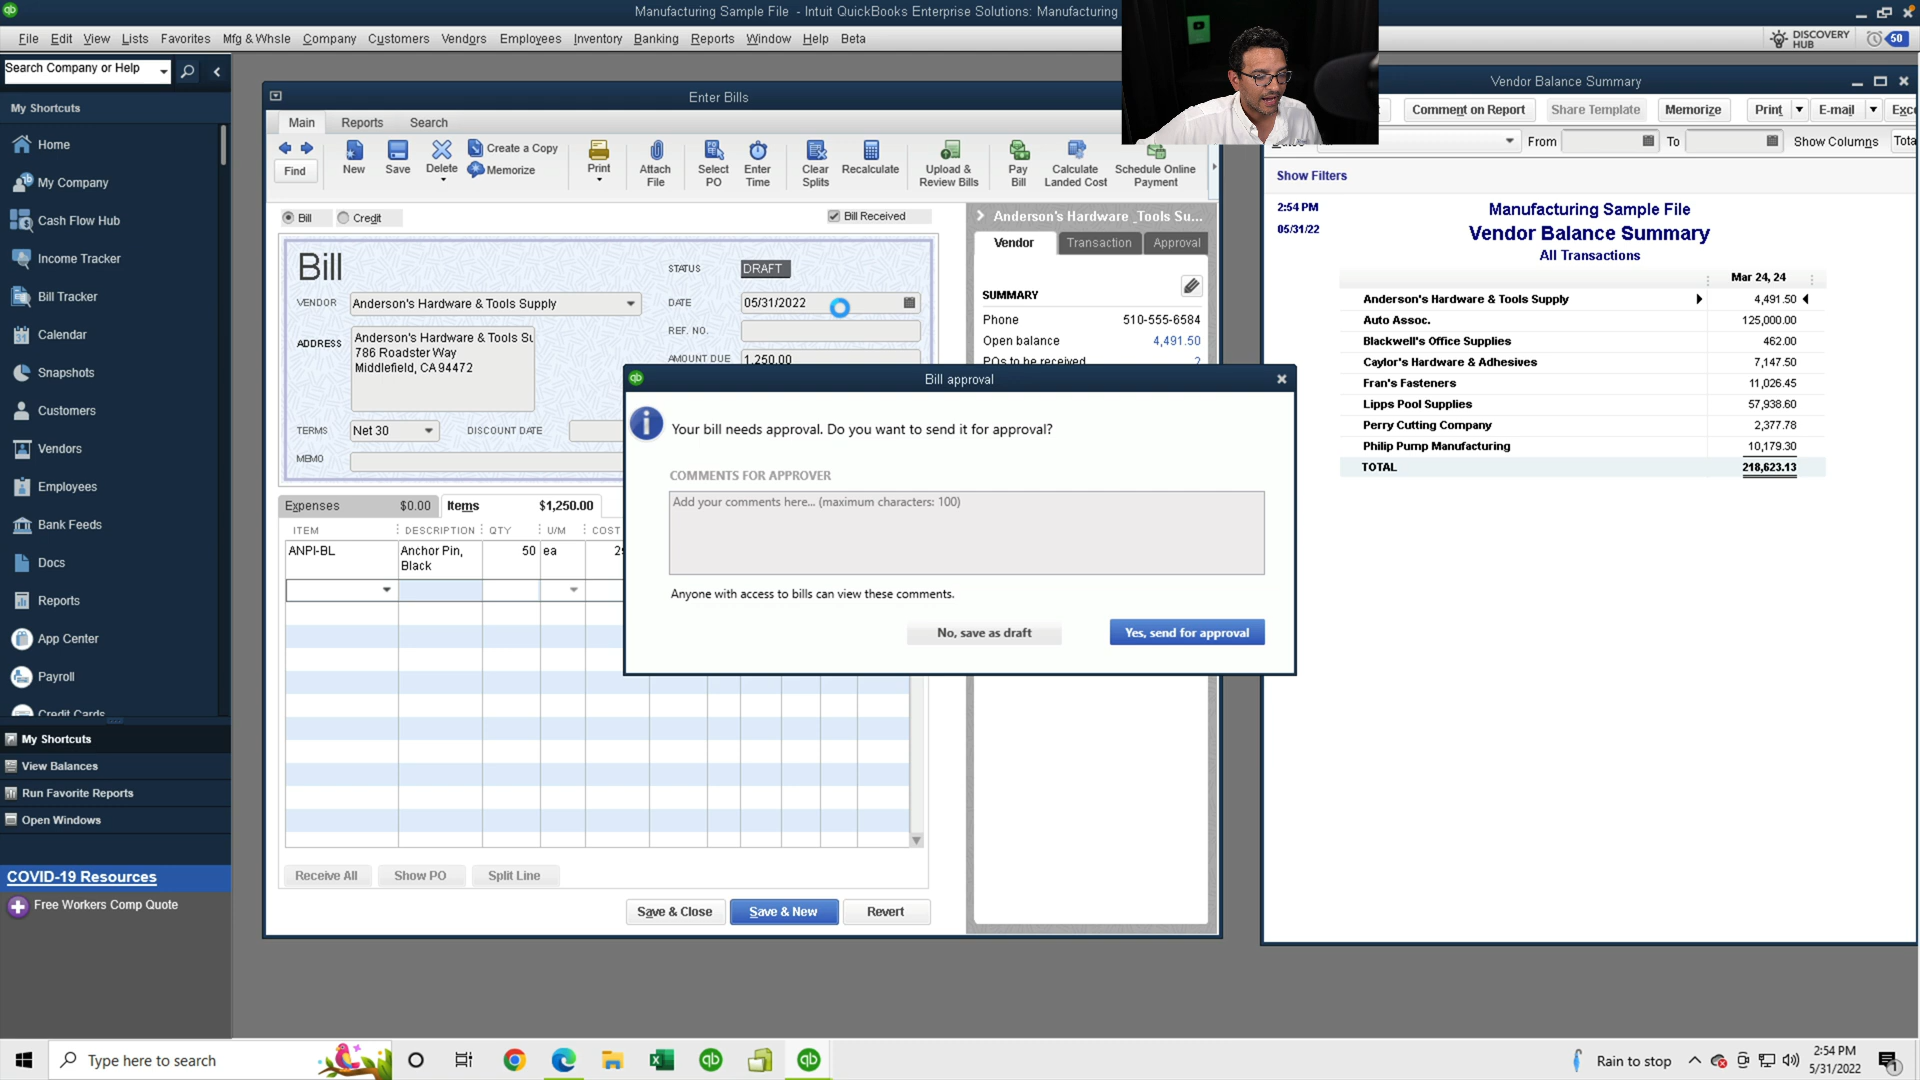 Manufacturing Sample File - Intuit QuickBooks Enterprise Solutions: Manufacturing
File Edit View Lists Favorites Mfg & Whsle Company Customers Vendors Employees Inventory Banking Reports Window Help Beta
DISCOVERY
HUB
50
Search Company or Help
My Shortcuts
Home
My Company
Cash Flow Hub
Income Tracker
Bill Tracker
Calendar
Snapshots
Customers
Vendors
Employees
Bank Feeds
Docs
Reports
App Center
Payroll
Credit Cards
My Shortcuts
View Balances
Run Favorite Reports
Open Windows
COVID-19 Resources
Free Workers Comp Quote
Enter Bills
Main Reports Search
Find
New
Save
Delete
Create a Copy
Memorize
Print
Attach
File
Select
PO
Enter
Time
Clear
Splits
Recalculate
Upload &
Review Bills
Pay
Bill
Calculate
Landed Cost
Schedule Online
Payment
Bill Credit
Bill Received
Bill
STATUS DRAFT
VENDOR Anderson's Hardware & Tools Supply
DATE 05/31/2022
ADDRESS
Anderson's Hardware & Tools Su
786 Roadster Way
Middlefield, CA 94472
REF. NO.
AMOUNT DUE 1,250.00
TERMS Net 30 DISCOUNT DATE
MEMO
Expenses $0.00 Items $1,250.00
ITEM DESCRIPTION QTY U/M COST
ANPI-BL Anchor Pin,
Black 50 ea
Receive All Show PO Split Line
Save & Close Save & New Revert
Anderson's Hardware _Tools Su...
Vendor Transaction Approval
SUMMARY
Phone 510-555-6584
Open balance 4,491.50
POs to be received 2
Bill approval
Your bill needs approval. Do you want to send it for approval?
COMMENTS FOR APPROVER
Add your comments here... (maximum characters: 100)
Anyone with access to bills can view these comments.
No, save as draft Yes, send for approval
Vendor Balance Summary
Comment on Report Share Template Memorize Print E-mail Exc
From To Show Columns Tota
Show Filters
2:54 PM
05/31/22
Manufacturing Sample File
Vendor Balance Summary
All Transactions
Mar 24, 24
Anderson's Hardware & Tools Supply 4,491.50
Auto Assoc. 125,000.00
Blackwell's Office Supplies 462.00
Caylor's Hardware & Adhesives 7,147.50
Fran's Fasteners 11,026.45
Lipps Pool Supplies 57,938.60
Perry Cutting Company 2,377.78
Philip Pump Manufacturing 10,179.30
TOTAL 218,623.13
Type here to search
Rain to stop
2:54 PM
5/31/2022